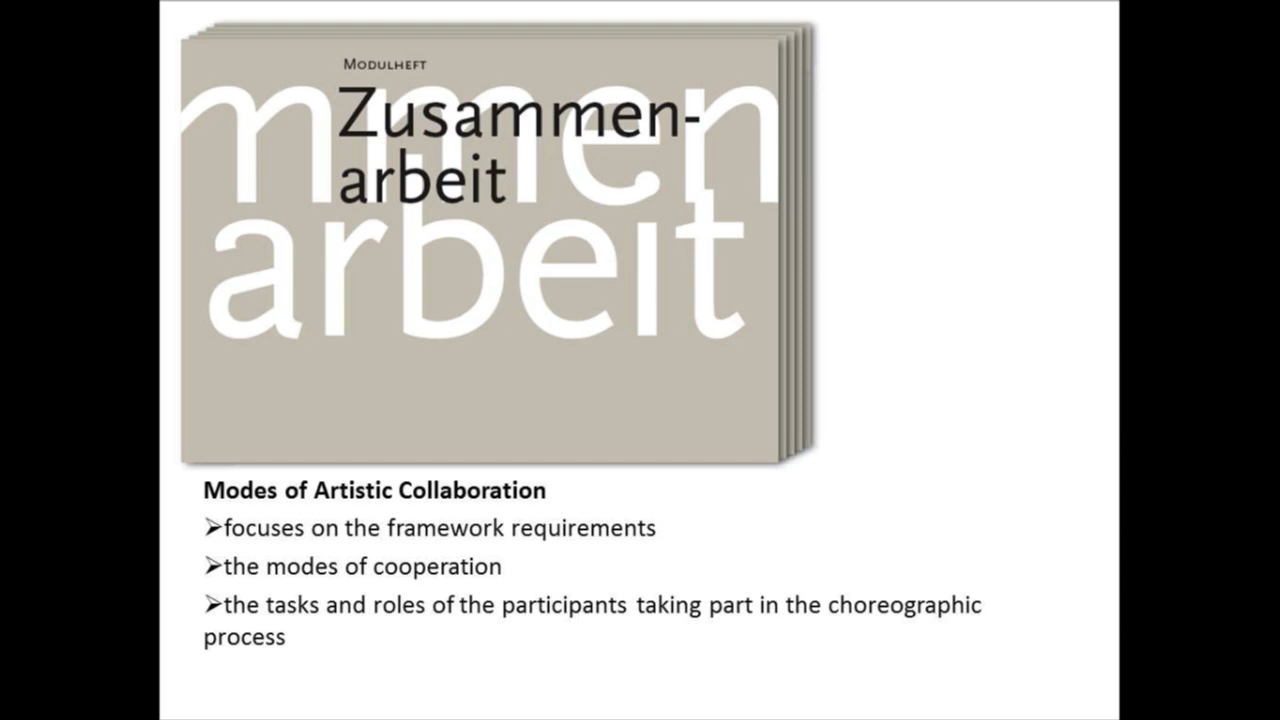 Modulheft
Zusammen-
arbeit
mmen
arbeit
Modes of Artistic Collaboration
➢focuses on the framework requirements
➢the modes of cooperation
➢the tasks and roles of the participants taking part in the choreographic
process